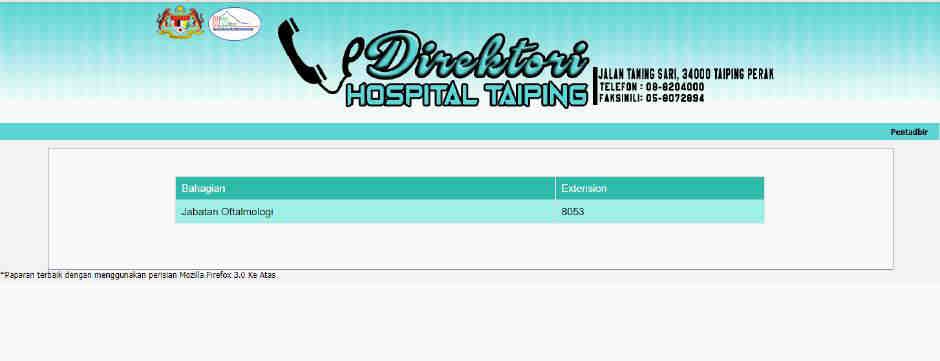 Direktori
HOSPITAL TAIPING
JALAN TAMING SARI, 34000 TAIPING PERAK
TELEFON : 08-8204000
FAKSIMILI: 05-8072894
Pentadbir
Bahagian Extension
Jabatan Oftalmologi 8053
*Paparan terbaik dengan menggunakan perisian Mozilla Firefox 3.0 Ke Atas